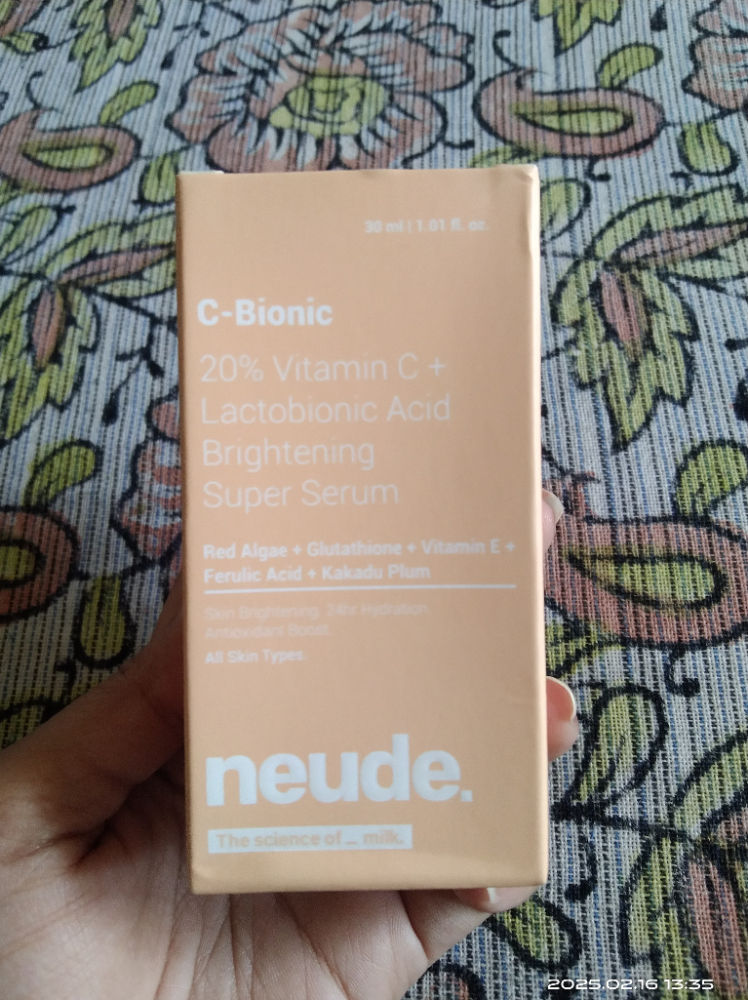 30 ml | 1.01 fl. oz.
C-Bionic
20% Vitamin C +
Lactobionic Acid
Brightening
Super Serum
Red Algae + Glutathione + Vitamin E +
Ferulic Acid + Kakadu Plum
Skin Brightening. 24hr Hydration.
Antioxidant Boost.
All Skin Types.
neude.
The science of _ milk.
2025.02.16 13:35